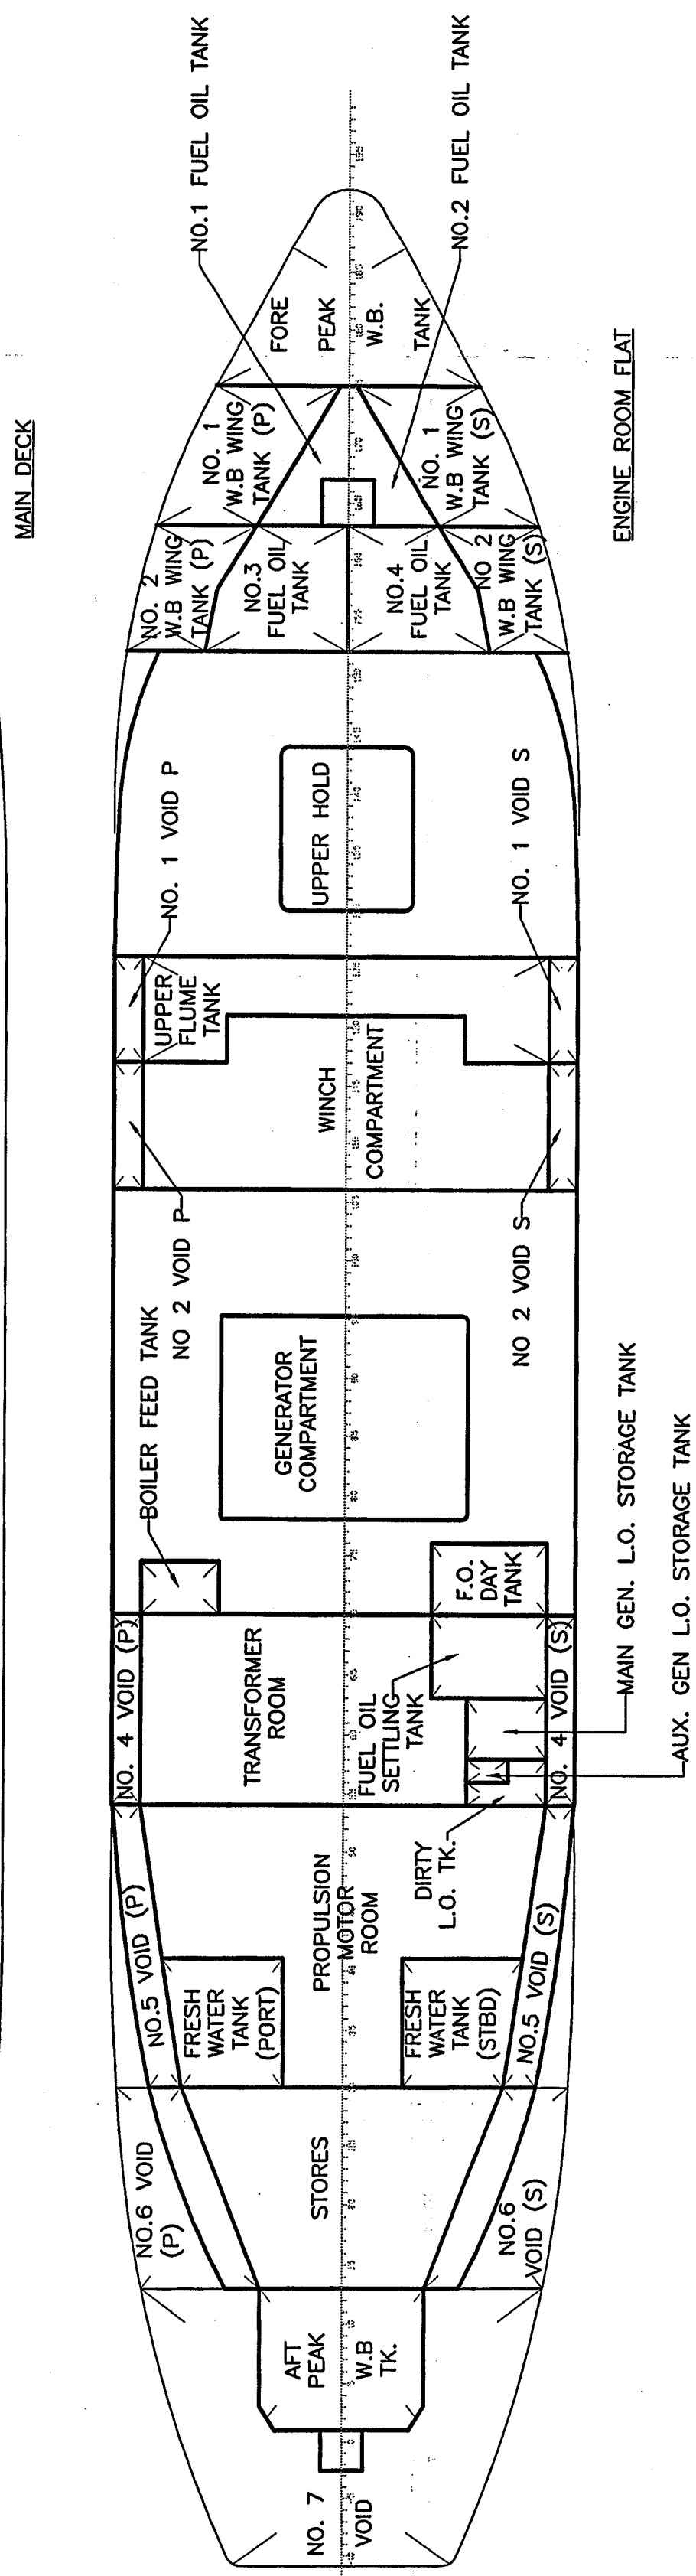 MAIN DECK
NO.1 FUEL OIL TANK
NO.2 FUEL OIL TANK
ENGINE ROOM FLAT
FORE
PEAK
W.B.
TANK
NO. 1
W.B WING
TANK (P)
NO. 1
W.B WING
TANK (S)
NO. 2
W.B WING
TANK (P)
NO.3
FUEL OIL
TANK
NO.4
FUEL OIL
TANK
NO 2
W.B WING
TANK (S)
UPPER HOLD
NO. 1 VOID P
NO. 1 VOID S
UPPER
FLUME
TANK
WINCH
COMPARTMENT
NO 2 VOID P
NO 2 VOID S
BOILER FEED TANK
GENERATOR
COMPARTMENT
F.O.
DAY
TANK
MAIN GEN. L.O. STORAGE TANK
AUX. GEN L.O. STORAGE TANK
NO. 4 VOID (P)
TRANSFORMER
ROOM
FUEL OIL
SETTLING
TANK
NO. 4 VOID (S)
DIRTY
L.O. TK.
PROPULSION
MOTOR
ROOM
NO.5 VOID (P)
FRESH
WATER
TANK
(PORT)
FRESH
WATER
TANK
(STBD)
NO.5 VOID (S)
NO.6 VOID
(P)
STORES
NO.6
VOID (S)
AFT
PEAK
W.B
TK.
NO. 7
VOID